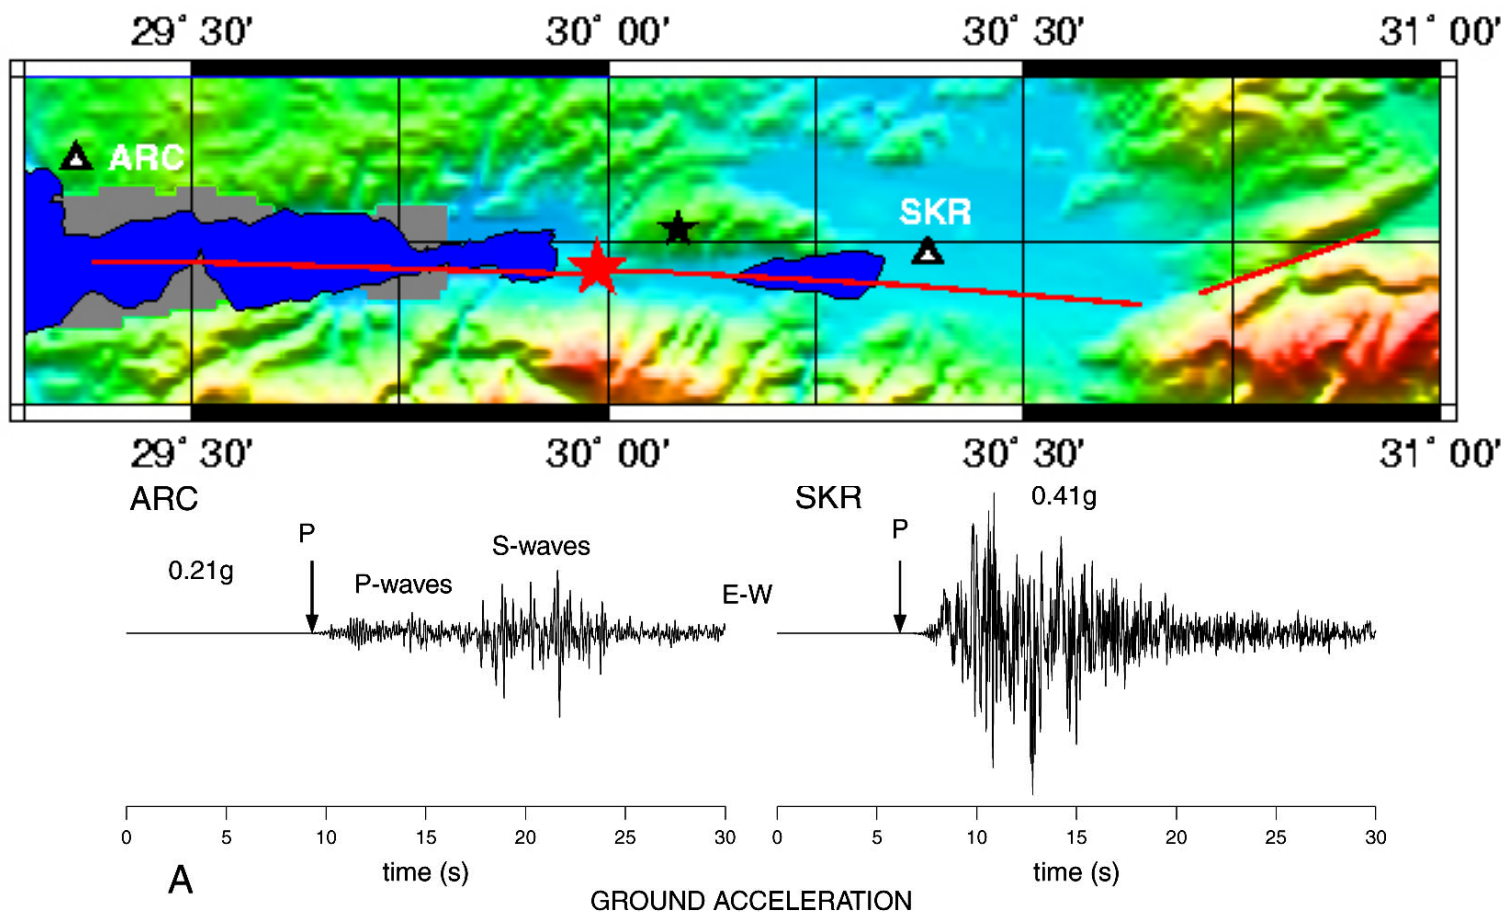 29° 30' 30° 00' 30° 30' 31° 00'
ARC
SKR
29° 30' 30° 00' 30° 30' 31° 00'
ARC SKR 0.41g
P P
S-waves
0.21g P-waves E-W
0 5 10 15 20 25 30 0 5 10 15 20 25 30
time (s) time (s)
A
GROUND ACCELERATION